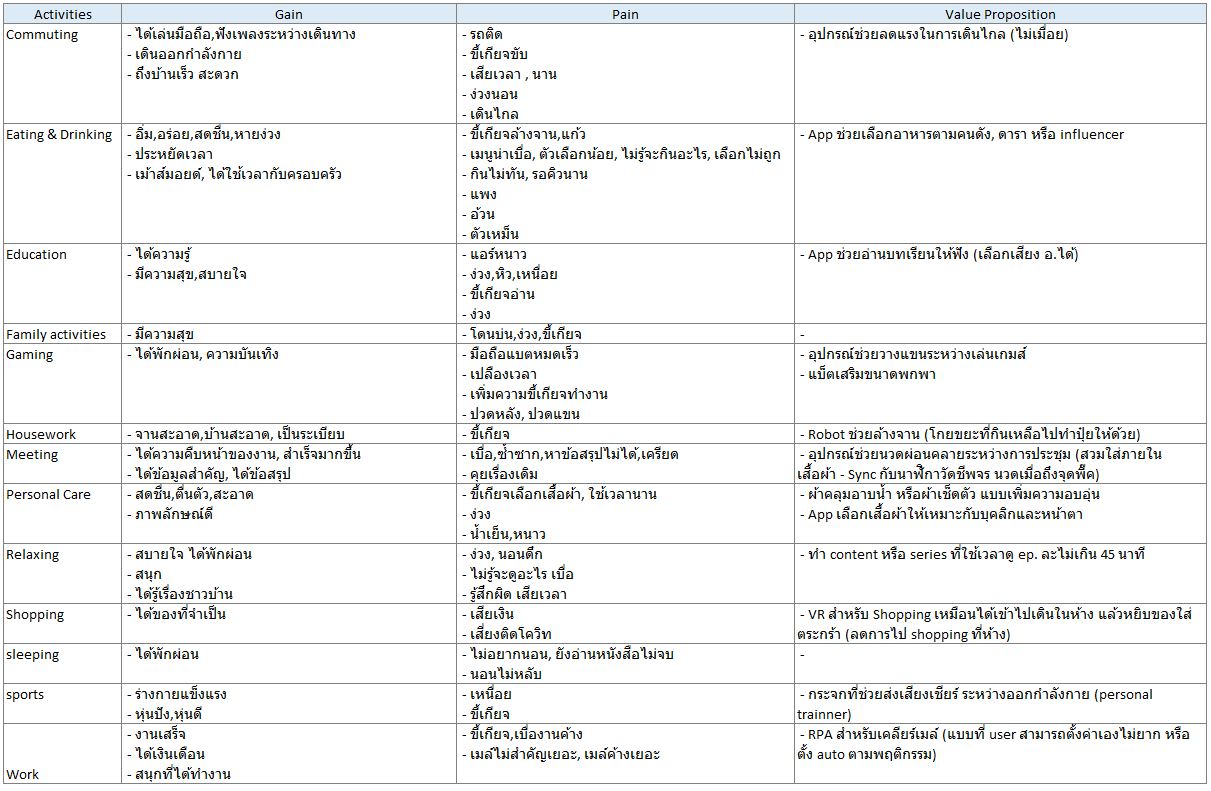 Activities Gain Pain Value Proposition
Commuting
- ได้เล่นมือถือ,ฟังเพลงระหว่างเดินทาง
- เดินออกกำลังกาย
- ถึงบ้านเร็ว สะดวก
- รถติด
- ขี้เกียจขับ
- เสียเวลา , นาน
- ง่วงนอน
- เดินไกล
- อุปกรณ์ช่วยลดแรงในการเดินไกล (ไม่เมื่อย)
Eating & Drinking
- อิ่ม,อร่อย,สดชื่น,หายง่วง
- ประหยัดเวลา
- เม้าส์มอยด์, ได้ใช้เวลากับครอบครัว
- ขี้เกียจล้างจาน,แก้ว
- เมนูน่าเบื่อ, ตัวเลือกน้อย, ไม่รู้จะกินอะไร, เลือกไม่ถูก
- กินไม่ทัน, รอคิวนาน
- แพง
- อ้วน
- ตัวเหม็น
- App ช่วยเลือกอาหารตามคนดัง, ดารา หรือ influencer
Education
- ได้ความรู้
- มีความสุข,สบายใจ
- แอร์หนาว
- ง่วง,หิว,เหนื่อย
- ขี้เกียจอ่าน
- ง่วง
- App ช่วยอ่านบทเรียนให้ฟัง (เลือกเสียง อ.ได้)
Family activities
- มีความสุข
- โดนบ่น,ง่วง,ขี้เกียจ
-
Gaming
- ได้พักผ่อน, ความบันเทิง
- มือถือแบตหมดเร็ว
- เปลืองเวลา
- เพิ่มความขี้เกียจทำงาน
- ปวดหลัง, ปวดแขน
- อุปกรณ์ช่วยวางแขนระหว่างเล่นเกมส์
- แบ็ตเสริมขนาดพกพา
Housework
- จานสะอาด,บ้านสะอาด, เป็นระเบียบ
- ขี้เกียจ
- Robot ช่วยล้างจาน (โกยขยะที่กินเหลือไปทำปุ๋ยให้ด้วย)
Meeting
- ได้ความคืบหน้าของงาน, สำเร็จมากขึ้น
- ได้ข้อมูลสำคัญ, ได้ข้อสรุป
- เบื่อ,ซ้ำซาก,หาข้อสรุปไม่ได้,เครียด
- คุยเรื่องเดิม
- อุปกรณ์ช่วยนวดผ่อนคลายระหว่างการประชุม (สวมใส่ภายใน
เสื้อผ้า - Sync กับนาฬิกาวัดชีพจร นวดเมื่อถึงจุดพี๊ค)
Personal Care
- สดชื่น,ตื่นตัว,สะอาด
- ภาพลักษณ์ดี
- ขี้เกียจเลือกเสื้อผ้า, ใช้เวลานาน
- ง่วง
- น้ำเย็น,หนาว
- ผ้าคลุมอาบน้ำ หรือผ้าเช็ดตัว แบบเพิ่มความอบอุ่น
- App เลือกเสื้อผ้าให้เหมาะกับบุคลิกและหน้าตา
Relaxing
- สบายใจ ได้พักผ่อน
- สนุก
- ได้รู้เรื่องชาวบ้าน
- ง่วง, นอนดึก
- ไม่รู้จะดูอะไร เบื่อ
- รู้สึกผิด เสียเวลา
- ทำ content หรือ series ที่ใช้เวลาดู ep. ละไม่เกิน 45 นาที
Shopping
- ได้ของที่จำเป็น
- เสียเงิน
- เสี่ยงติดโควิท
- VR สำหรับ Shopping เหมือนได้เข้าไปเดินในห้าง แล้วหยิบของใส่
ตระกร้า (ลดการไป shopping ที่ห้าง)
sleeping
- ได้พักผ่อน
- ไม่อยากนอน, ยังอ่านหนังสือไม่จบ
- นอนไม่หลับ
-
sports
- ร่างกายแข็งแรง
- หุ่นปัง,หุ่นดี
- เหนื่อย
- ขี้เกียจ
- กระจกที่ช่วยส่งเสียงเชียร์ ระหว่างออกกำลังกาย (personal
trainner)
Work
- งานเสร็จ
- ได้เงินเดือน
- สนุกที่ได้ทำงาน
- ขี้เกียจ,เบื่องานค้าง
- เมล์ไม่สำคัญเยอะ, เมล์ค้างเยอะ
- RPA สำหรับเคลียร์เมล์ (แบบที่ user สามารถตั้งค่าเองไม่ยาก หรือ
ตั้ง auto ตามพฤติกรรม)